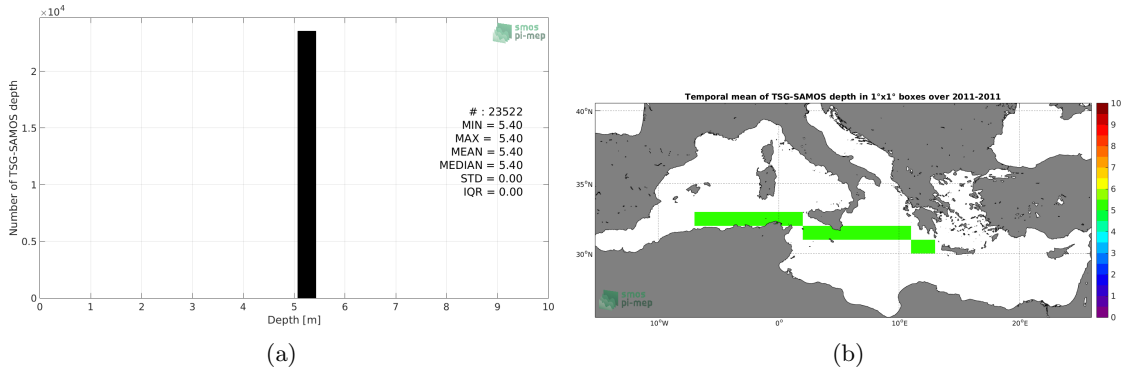 ×10⁴
2
1.5
1
0.5
0
Number of TSG-SAMOS depth
smos
pi-mep
# : 23522
MIN = 5.40
MAX = 5.40
MEAN = 5.40
MEDIAN = 5.40
STD = 0.00
IQR = 0.00
0 1 2 3 4 5 6 7 8 9 10
Depth [m]
(a)
Temporal mean of TSG-SAMOS depth in 1°x1° boxes over 2011-2011
40°N
35°N
30°N
10°W 0° 10°E 20°E
smos
pi-mep
10
9
8
7
6
5
4
3
2
1
0
(b)